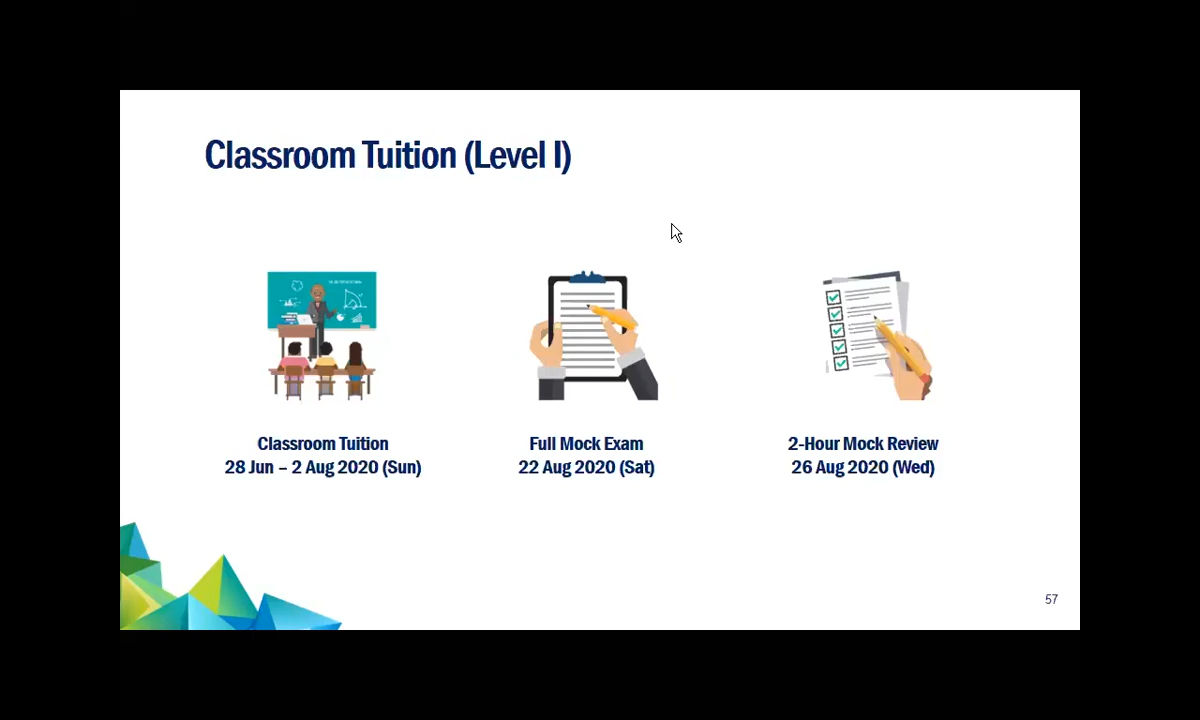 Classroom Tuition (Level I)
Classroom Tuition
28 Jun – 2 Aug 2020 (Sun)
Full Mock Exam
22 Aug 2020 (Sat)
2-Hour Mock Review
26 Aug 2020 (Wed)
57